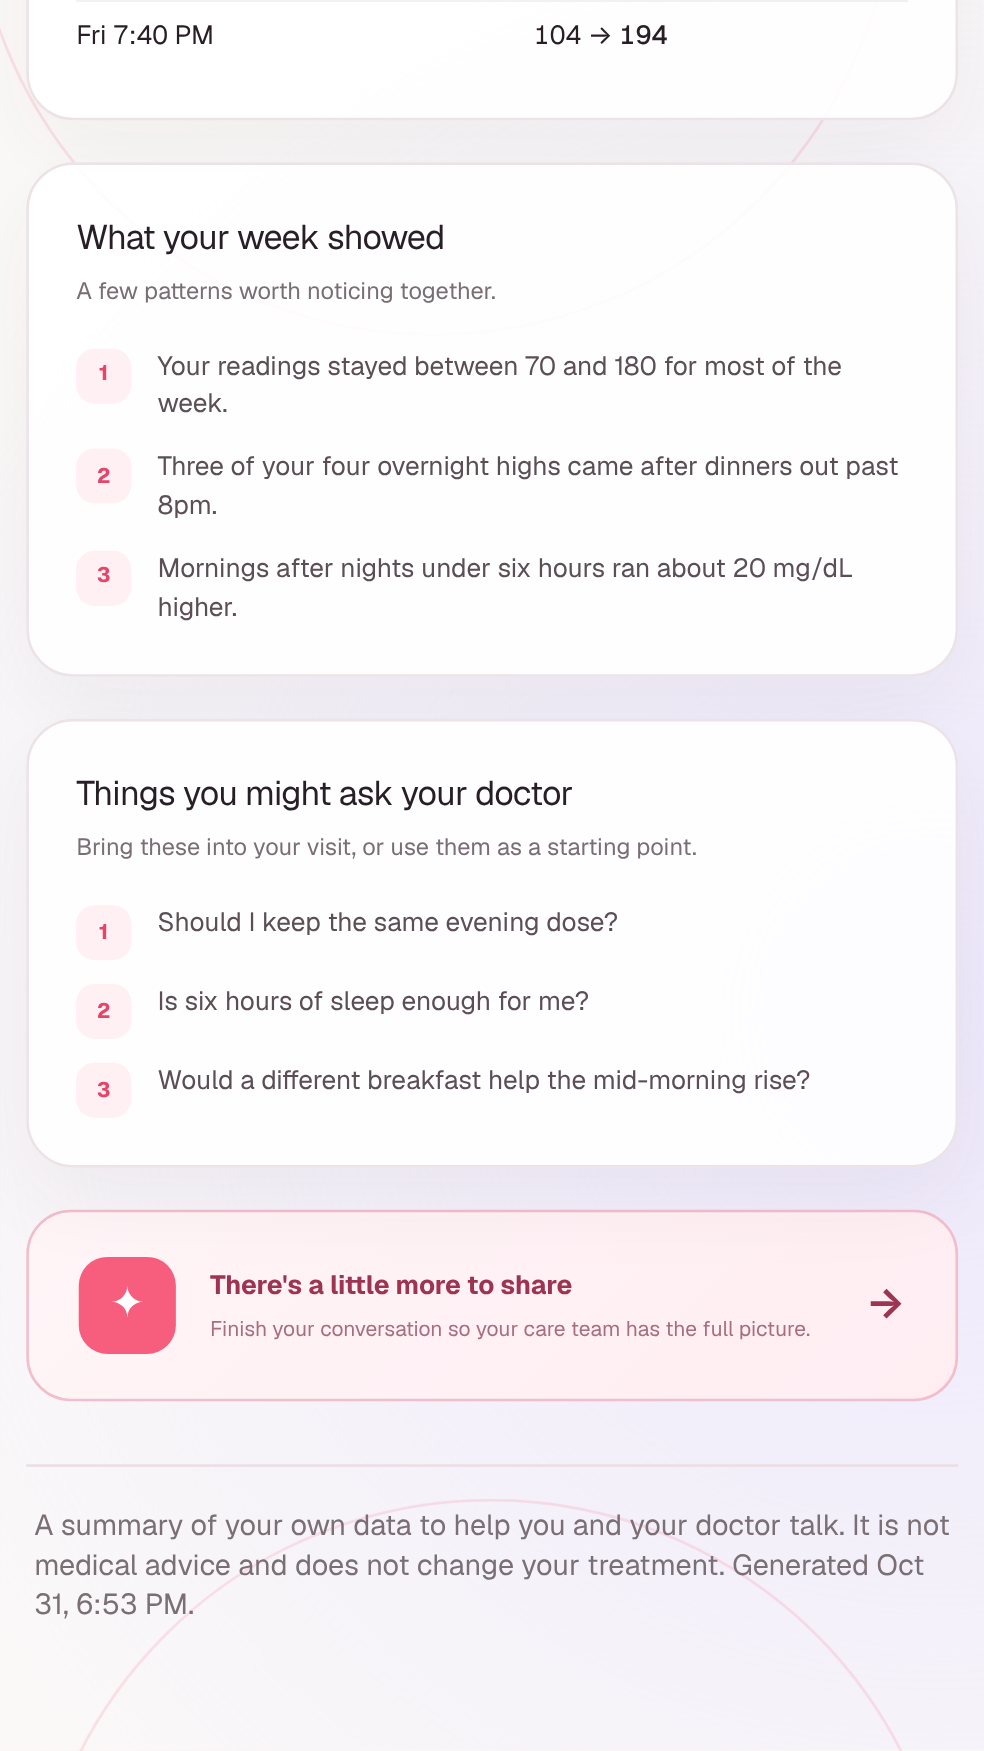 Fri 7:40 PM 104 → 194
What your week showed
A few patterns worth noticing together.
1 Your readings stayed between 70 and 180 for most of the
week.
2 Three of your four overnight highs came after dinners out past
8pm.
3 Mornings after nights under six hours ran about 20 mg/dL
higher.
Things you might ask your doctor
Bring these into your visit, or use them as a starting point.
1 Should I keep the same evening dose?
2 Is six hours of sleep enough for me?
3 Would a different breakfast help the mid-morning rise?
There's a little more to share
Finish your conversation so your care team has the full picture.
A summary of your own data to help you and your doctor talk. It is not
medical advice and does not change your treatment. Generated Oct
31, 6:53 PM.